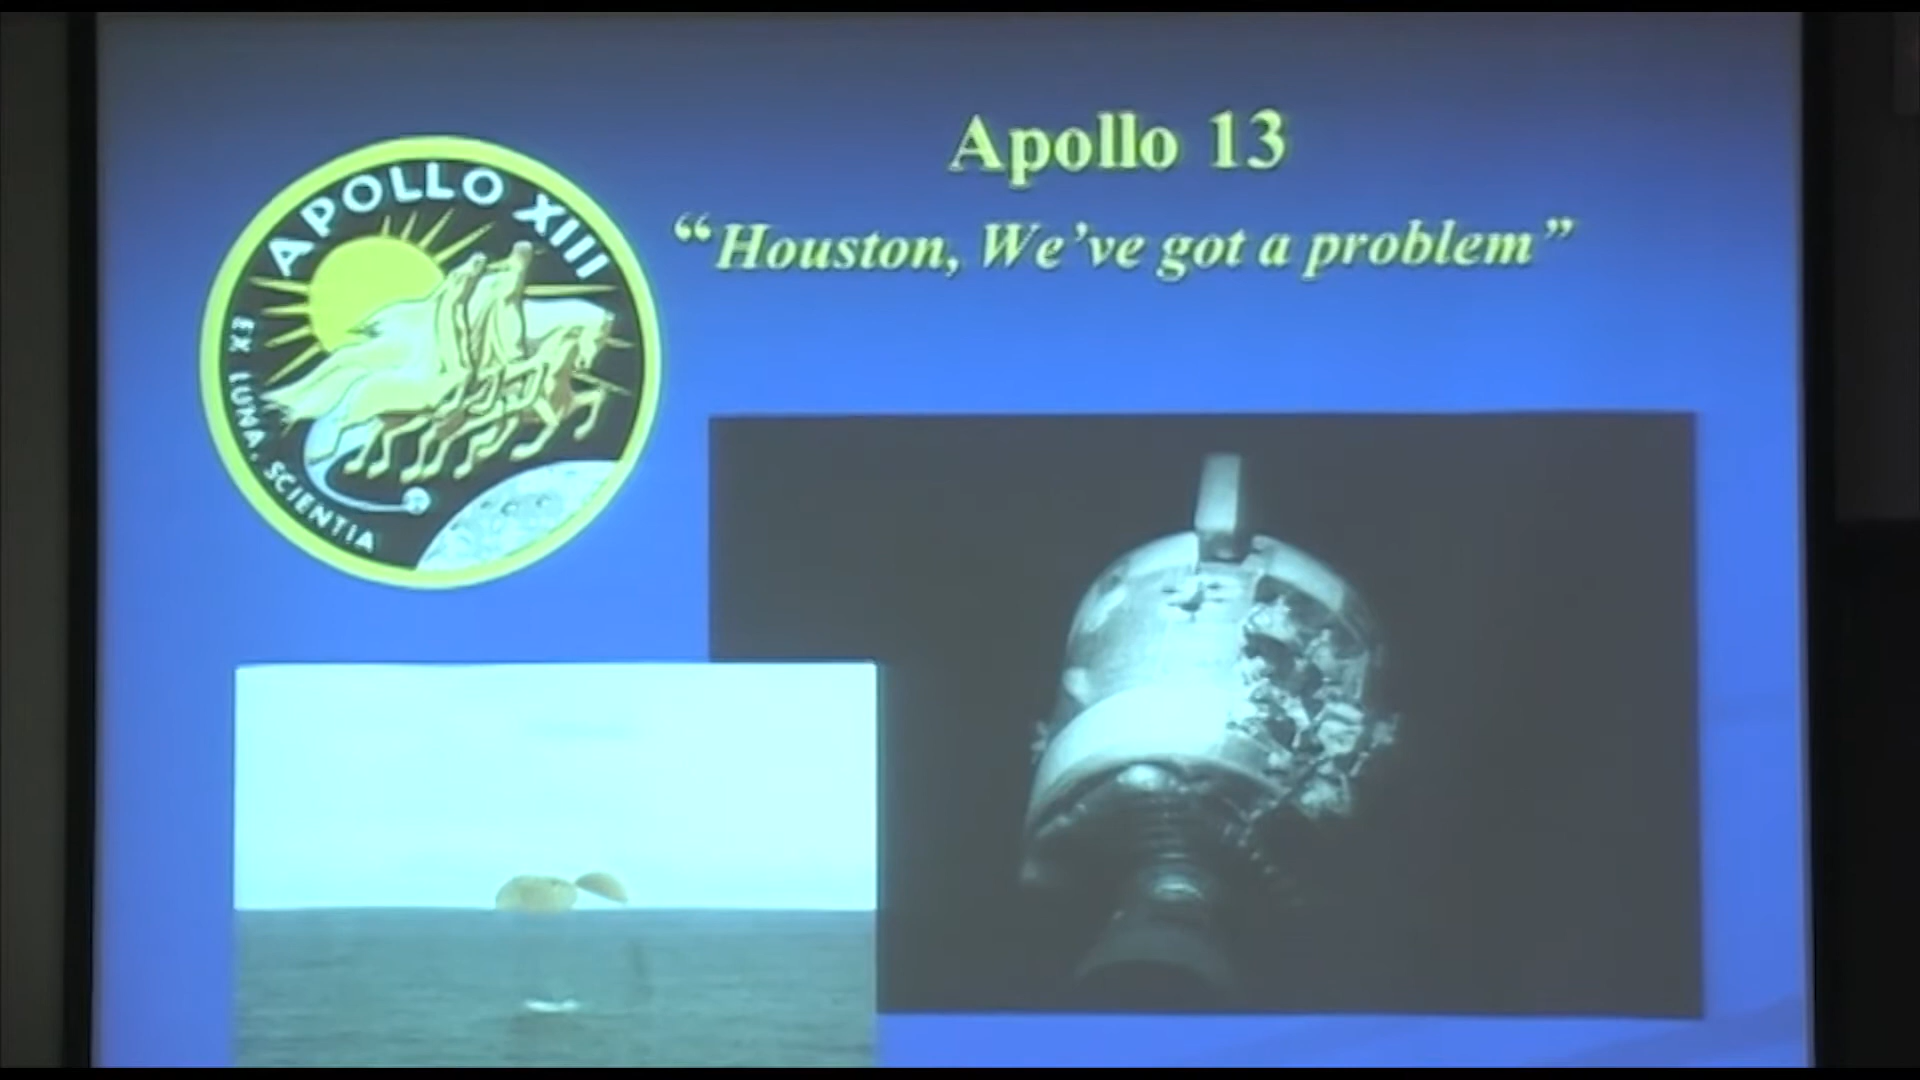 Apollo 13
“Houston, We’ve got a problem”
APOLLO XIII
EX LUNA, SCIENTIA